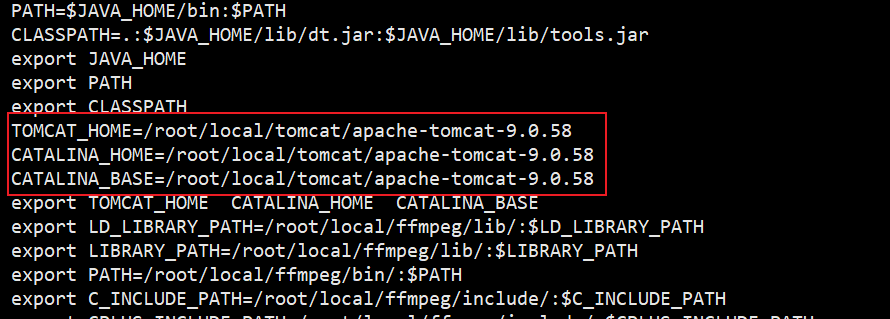 PATH=$JAVA_HOME/bin:$PATH
CLASSPATH=.:$JAVA_HOME/lib/dt.jar:$JAVA_HOME/lib/tools.jar
export JAVA_HOME
export PATH
export CLASSPATH
TOMCAT_HOME=/root/local/tomcat/apache-tomcat-9.0.58
CATALINA_HOME=/root/local/tomcat/apache-tomcat-9.0.58
CATALINA_BASE=/root/local/tomcat/apache-tomcat-9.0.58
export TOMCAT_HOME  CATALINA_HOME  CATALINA_BASE
export LD_LIBRARY_PATH=/root/local/ffmpeg/lib/:$LD_LIBRARY_PATH
export LIBRARY_PATH=/root/local/ffmpeg/lib/:$LIBRARY_PATH
export PATH=/root/local/ffmpeg/bin/:$PATH
export C_INCLUDE_PATH=/root/local/ffmpeg/include/:$C_INCLUDE_PATH